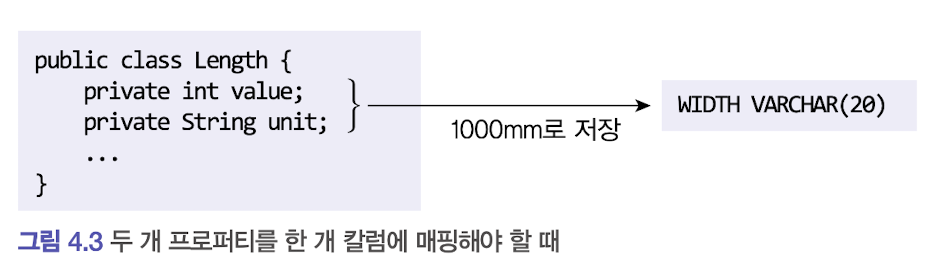 public class Length {
    private int value;
    private String unit;
    ...
}
1000mm로 저장
WIDTH VARCHAR(20)
그림 4.3 두 개 프로퍼티를 한 개 칼럼에 매핑해야 할 때